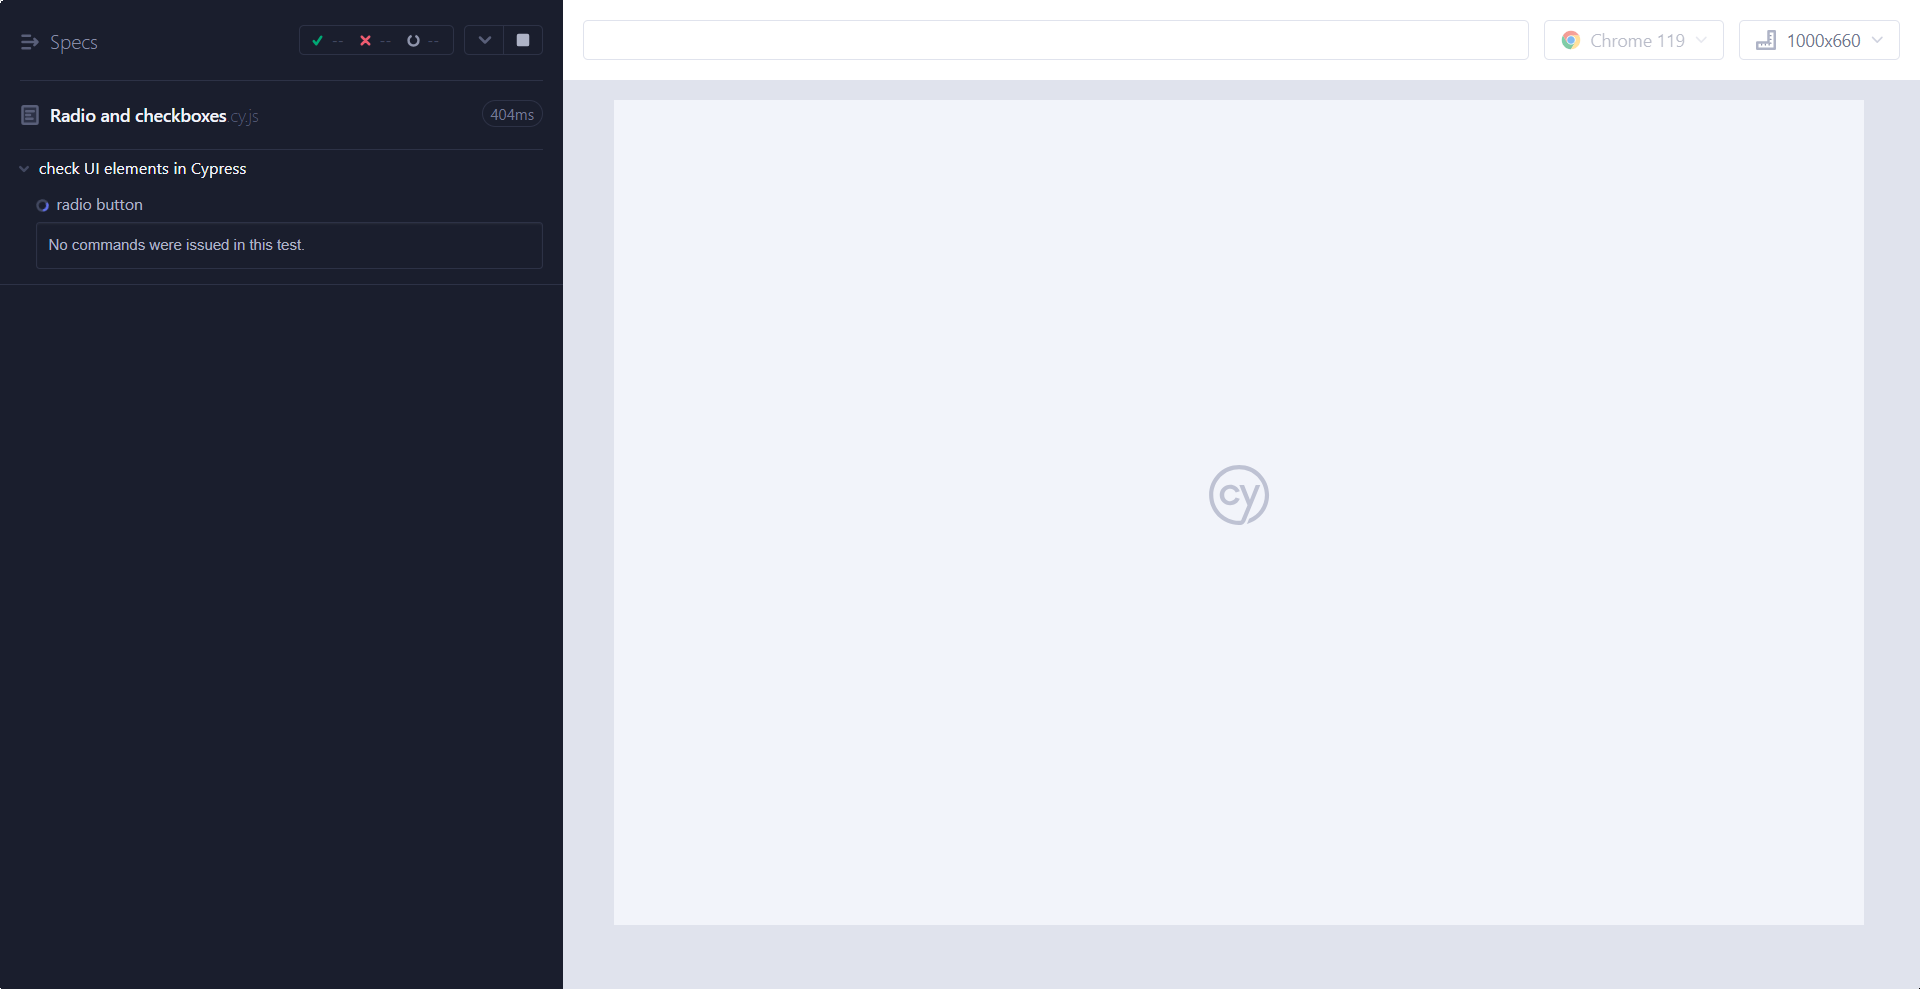 Specs
-- -- --
Chrome 119
1000x660
Radio and checkboxes.cy.js
404ms
check UI elements in Cypress
radio button
No commands were issued in this test.
cy